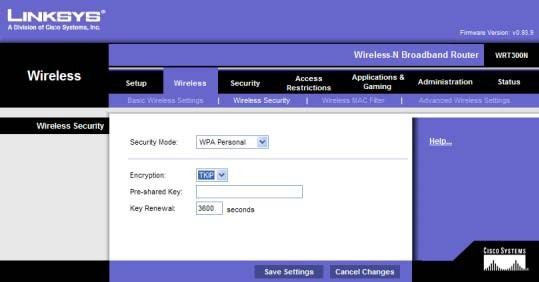 LINKSYS®
A Division of Cisco Systems, Inc.
Firmware Version: v0.93.9
Wireless-N Broadband Router WRT300N
Wireless
Setup Wireless Security Access Restrictions Applications & Gaming Administration Status
Basic Wireless Settings | Wireless Security | Wireless MAC Filter | Advanced Wireless Settings
Wireless Security
Security Mode: WPA Personal
Help...
Encryption: TKIP
Pre-shared Key:
Key Renewal: 3600 seconds
CISCO SYSTEMS
Save Settings Cancel Changes